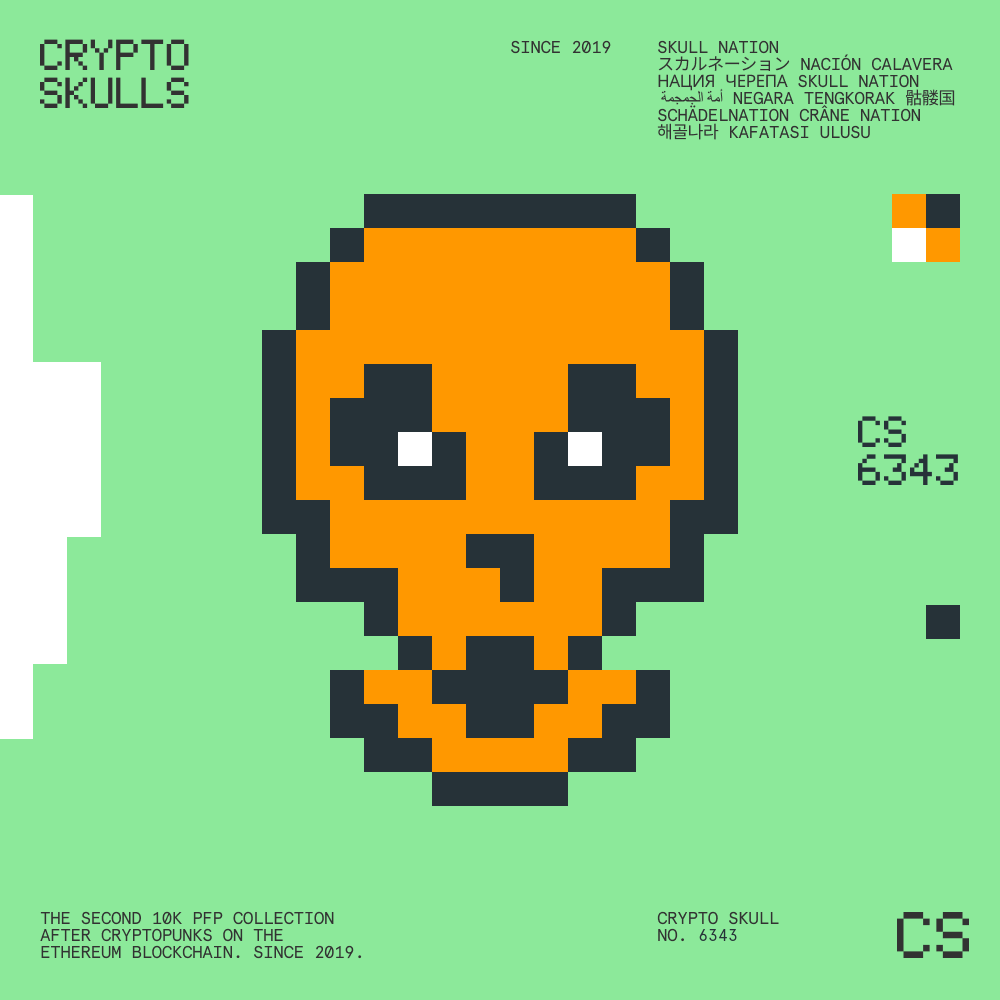 CRYPTO
SKULLS
SINCE 2019
SKULL NATION
スカルネーション NACIÓN CALAVERA
НАЦИЯ ЧЕРЕПА SKULL NATION
أمة الجمجمة NEGARA TENGKORAK 骷髅国
SCHÄDELNATION CRÂNE NATION
해골나라 KAFATASI ULUSU
CS
6343
THE SECOND 10K PFP COLLECTION
AFTER CRYPTOPUNKS ON THE
ETHEREUM BLOCKCHAIN. SINCE 2019.
CRYPTO SKULL
NO. 6343
CS